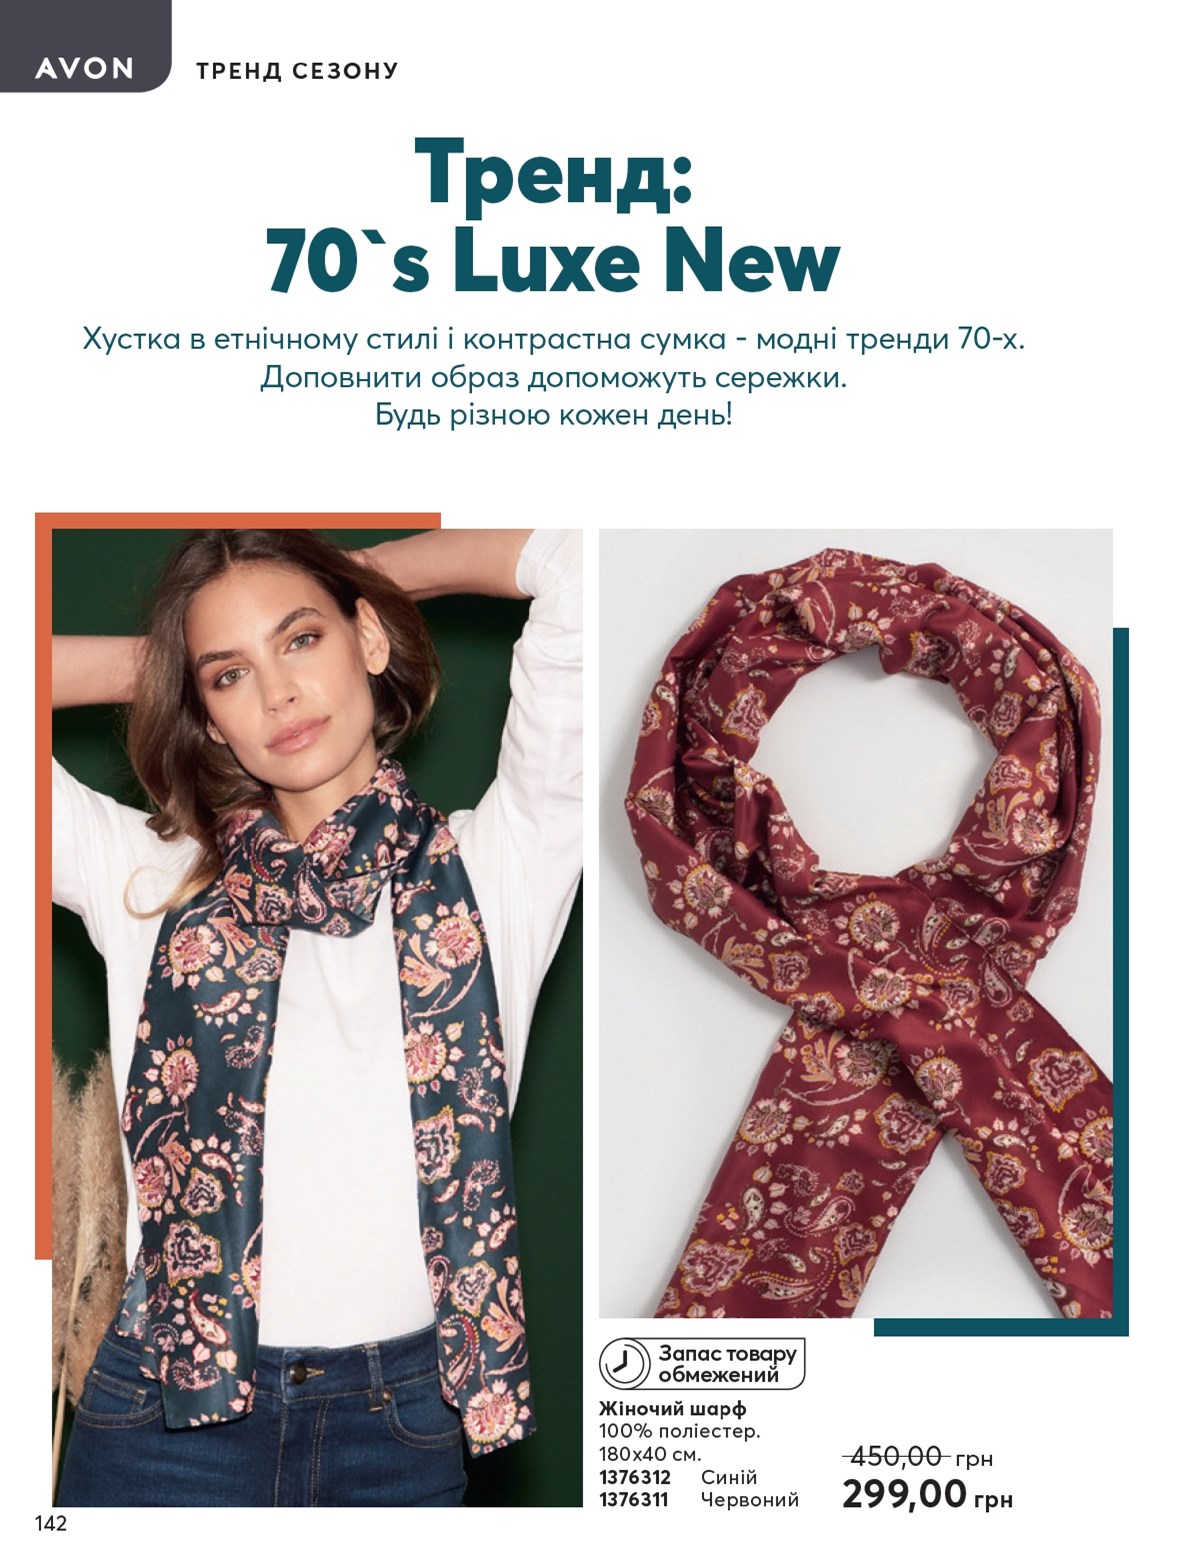 AVON
ТРЕНД СЕЗОНУ
Тренд:
70`s Luxe New
Хустка в етнічному стилі і контрастна сумка - модні тренди 70-х.
Доповнити образ допоможуть сережки.
Будь різною кожен день!
Запас товару
обмежений
Жіночий шарф
100% поліестер.
180х40 см.
1376312 Синій
1376311 Червоний
450,00 грн
299,00 грн
142